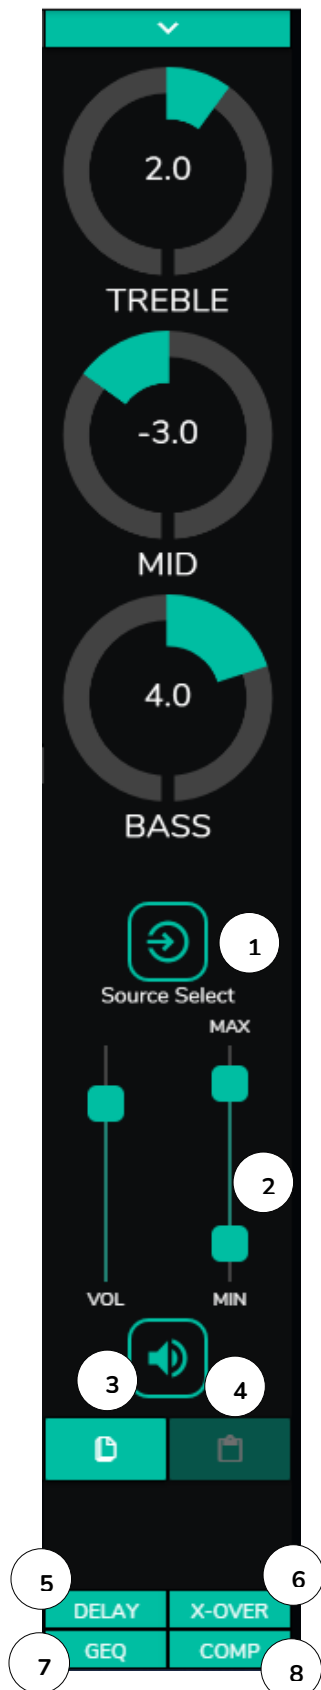 2.0
TREBLE
-3.0
MID
4.0
BASS
1
Source Select
MAX
2
VOL
MIN
3
4
5
6
DELAY
X-OVER
GEQ
COMP
7
8